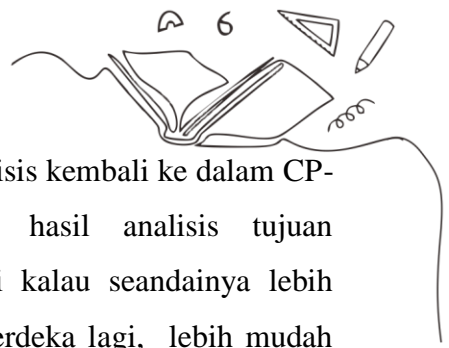 6
isis kembali ke dalam CP-
hasil analisis tujuan
i kalau seandainya lebih
erdeka lagi, lebih mudah